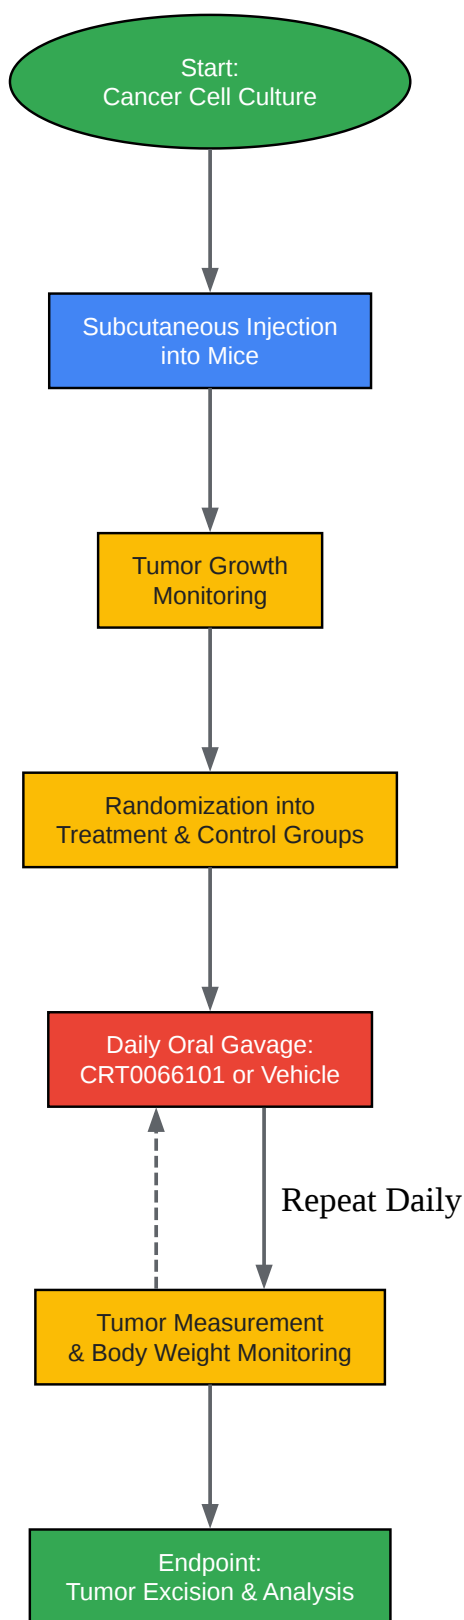 Start:
Cancer Cell Culture
Subcutaneous Injection
into Mice
Tumor Growth
Monitoring
Randomization into
Treatment & Control Groups
Daily Oral Gavage:
CRT0066101 or Vehicle
Repeat Daily
Tumor Measurement
& Body Weight Monitoring
Endpoint:
Tumor Excision & Analysis